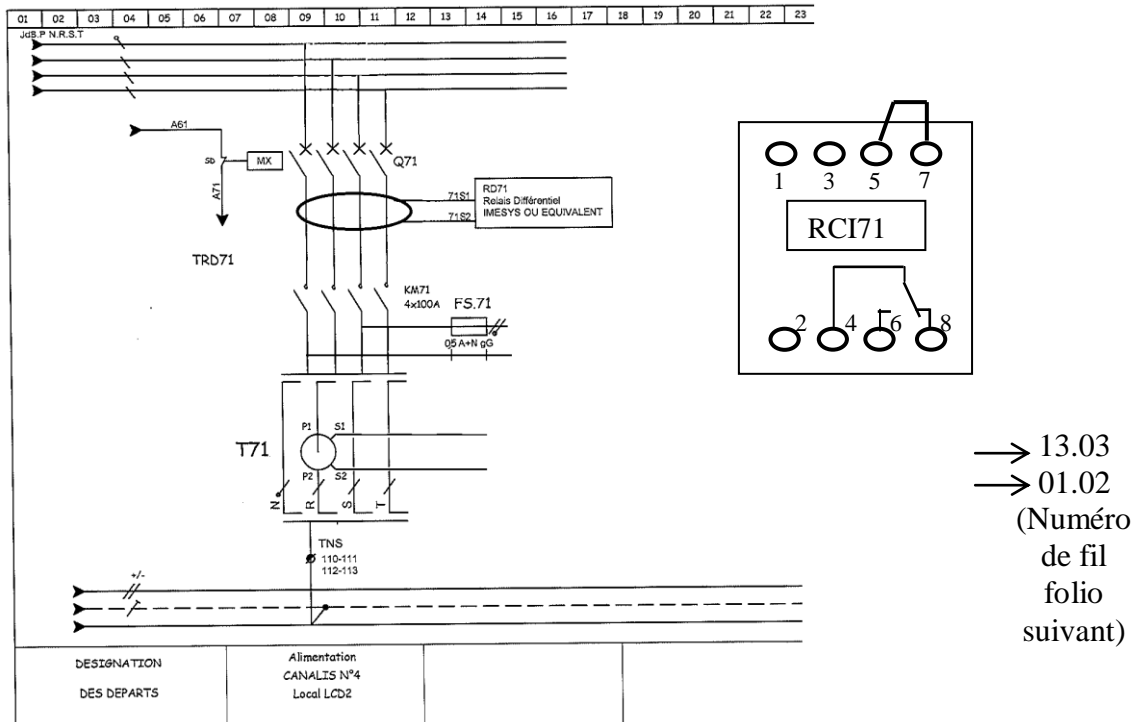 01 02 03 04 05 06 07 08 09 10 11 12 13 14 15 16 17 18 19 20 21 22 23
JdB.P N.R.S.T
A61
SD
MX
A71
Q71
71S1
71S2
RD71
Relais Différentiel
IMESYS OU EQUIVALENT
TRD71
KM71
4x100A
FS.71
05 A+N gG
T71
P1 S1
P2 S2
N R S T
TNS
110-111
112-113
+/-
DESIGNATION
DES DEPARTS
Alimentation
CANALIS N°4
Local LCD2
1 3 5 7
RCI71
2 4 6 8
13.03
01.02
(Numéro
de fil
folio
suivant)